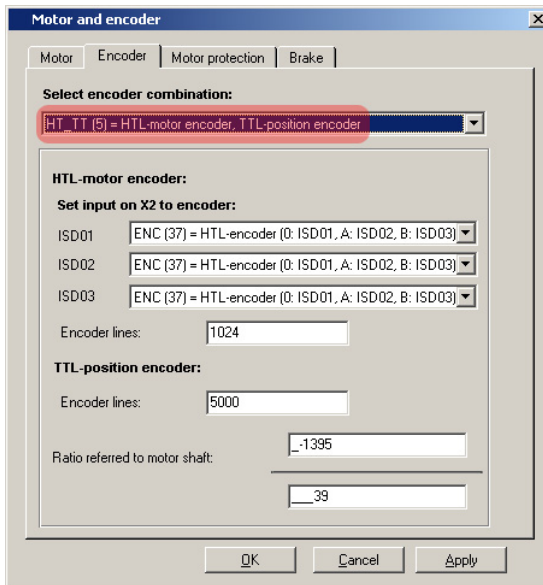 Motor and encoder
Motor Encoder Motor protection Brake
Select encoder combination:
HT_TT (5) = HTL-motor encoder, TTL-position encoder
HTL-motor encoder:
Set input on X2 to encoder:
ISD01 ENC (37) = HTL-encoder (0: ISD01, A: ISD02, B: ISD03)
ISD02 ENC (37) = HTL-encoder (0: ISD01, A: ISD02, B: ISD03)
ISD03 ENC (37) = HTL-encoder (0: ISD01, A: ISD02, B: ISD03)
Encoder lines: 1024
TTL-position encoder:
Encoder lines: 5000
_-1395
Ratio referred to motor shaft:
___39
OK Cancel Apply